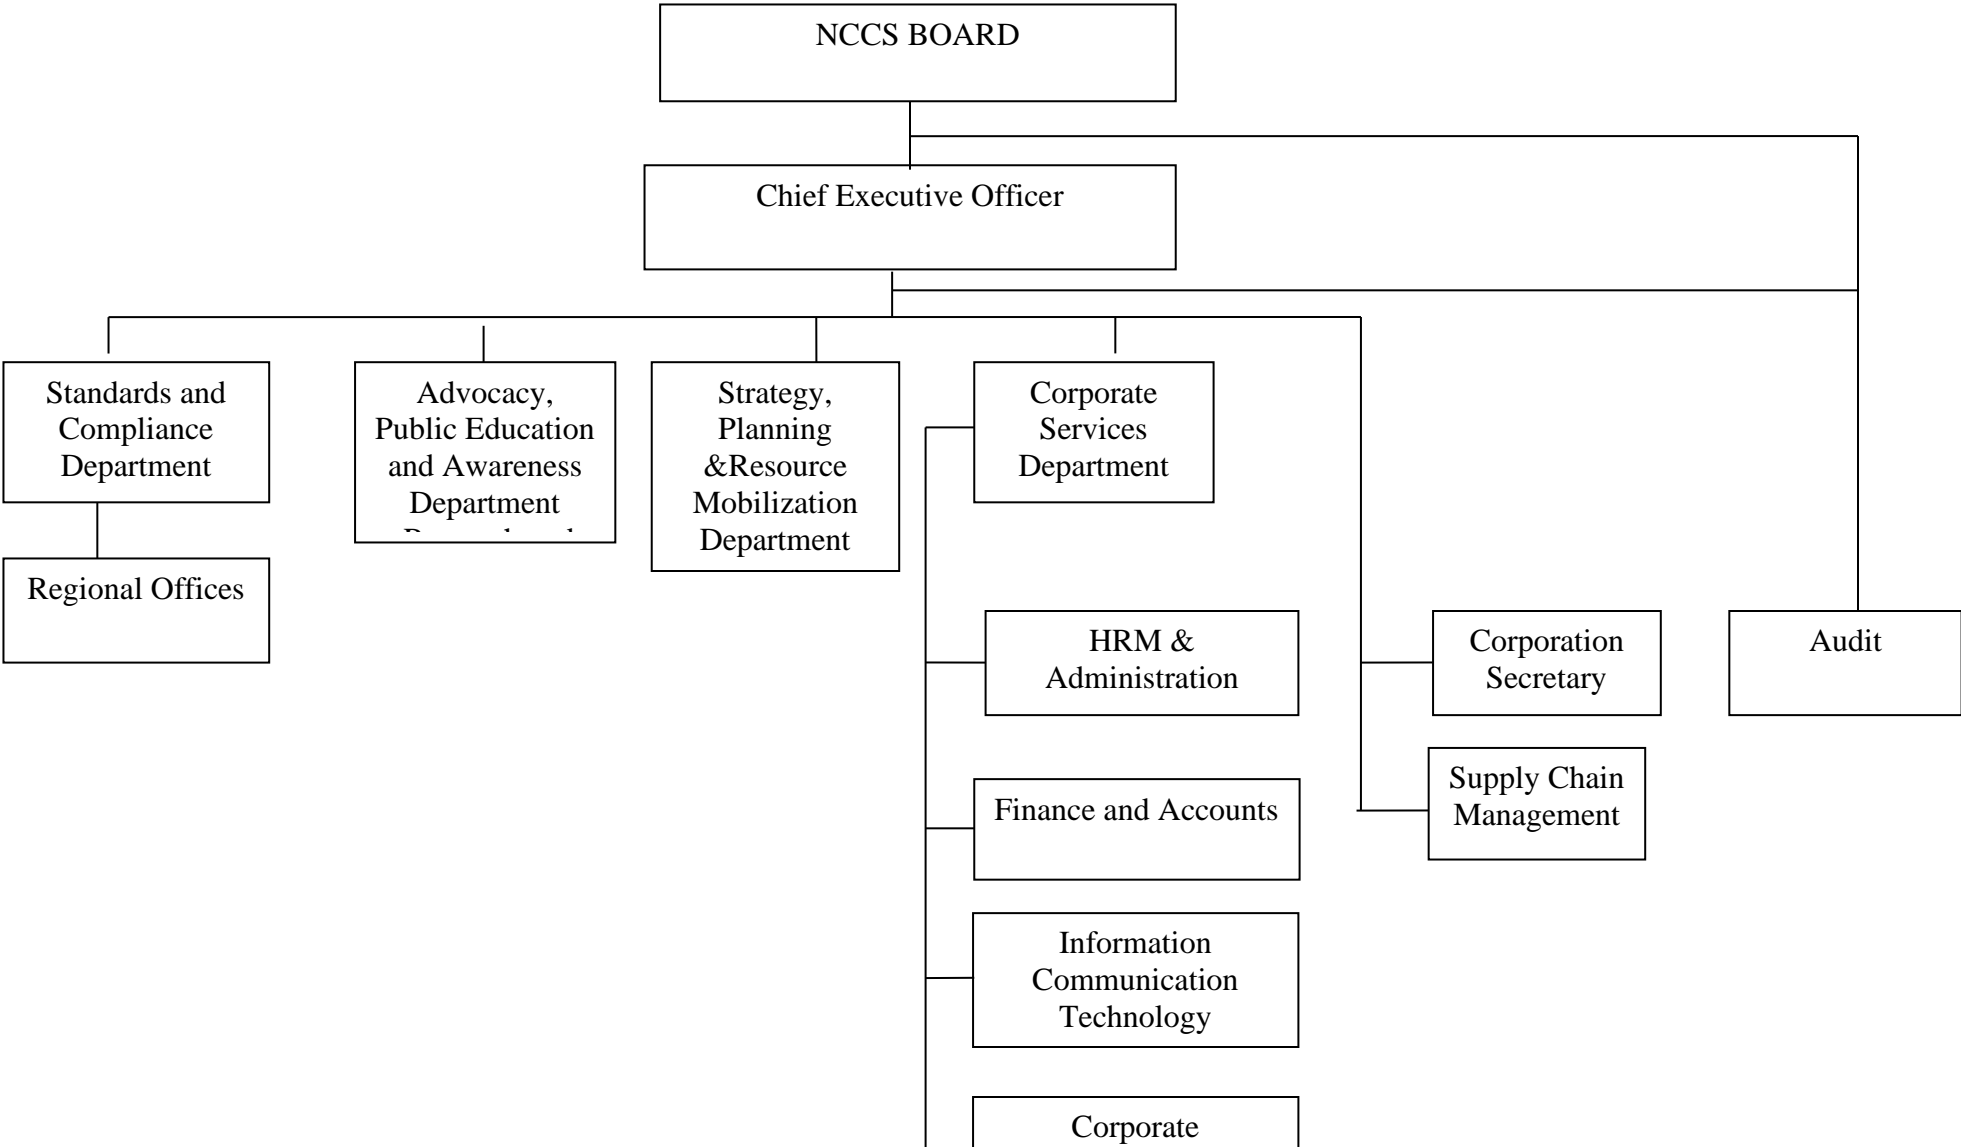 NCCS BOARD
Chief Executive Officer
Standards and
Compliance
Department
Advocacy,
Public Education
and Awareness
Department
Strategy,
Planning
&Resource
Mobilization
Department
Corporate
Services
Department
Regional Offices
HRM &
Administration
Corporation
Secretary
Audit
Supply Chain
Management
Finance and Accounts
Information
Communication
Technology
Corporate